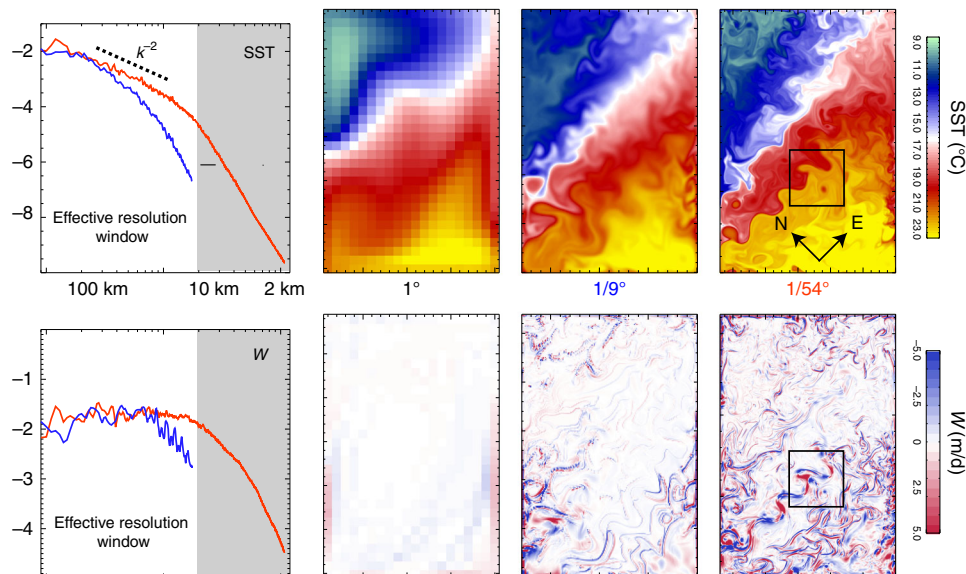 −2
−4
−6
−8
k−2
SST
Effective resolution
window
100 km
10 km
2 km
1°
1/9°
1/54°
N
E
9.0
11.0
13.0
15.0
17.0
19.0
21.0
23.0
SST (°C)
−1
−2
−3
−4
W
Effective resolution
window
−5.0
−2.5
0
2.5
5.0
W (m/d)